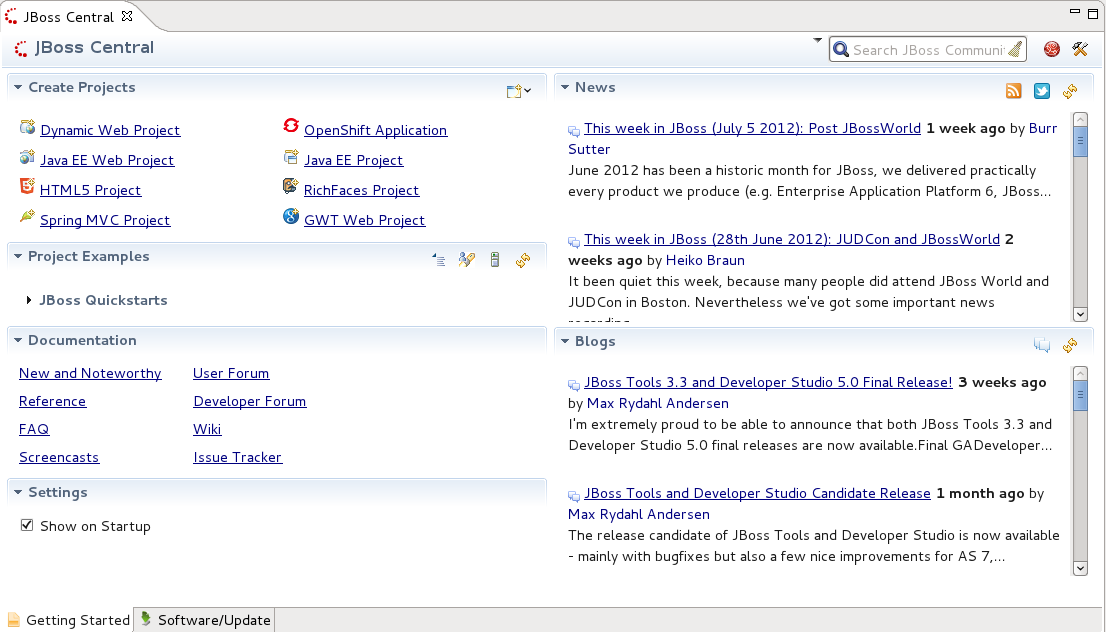 JBoss Central
JBoss Central
Search JBoss Communi
Create Projects
Dynamic Web Project
OpenShift Application
Java EE Web Project
Java EE Project
HTML5 Project
RichFaces Project
Spring MVC Project
GWT Web Project
Project Examples
JBoss Quickstarts
Documentation
New and Noteworthy
User Forum
Reference
Developer Forum
FAQ
Wiki
Screencasts
Issue Tracker
Settings
Show on Startup
News
This week in JBoss (July 5 2012): Post JBossWorld 1 week ago by Burr
Sutter
June 2012 has been a historic month for JBoss, we delivered practically
every product we produce (e.g. Enterprise Application Platform 6, JBoss...
This week in JBoss (28th June 2012): JUDCon and JBossWorld 2
weeks ago by Heiko Braun
It been quiet this week, because many people did attend JBoss World and
JUDCon in Boston. Nevertheless we've got some important news
Blogs
JBoss Tools 3.3 and Developer Studio 5.0 Final Release! 3 weeks ago
by Max Rydahl Andersen
I'm extremely proud to be able to announce that both JBoss Tools 3.3 and
Developer Studio 5.0 final releases are now available.Final GADeveloper...
JBoss Tools and Developer Studio Candidate Release 1 month ago by
Max Rydahl Andersen
The release candidate of JBoss Tools and Developer Studio is now available
- mainly with bugfixes but also a few nice improvements for AS 7,...
Getting Started
Software/Update